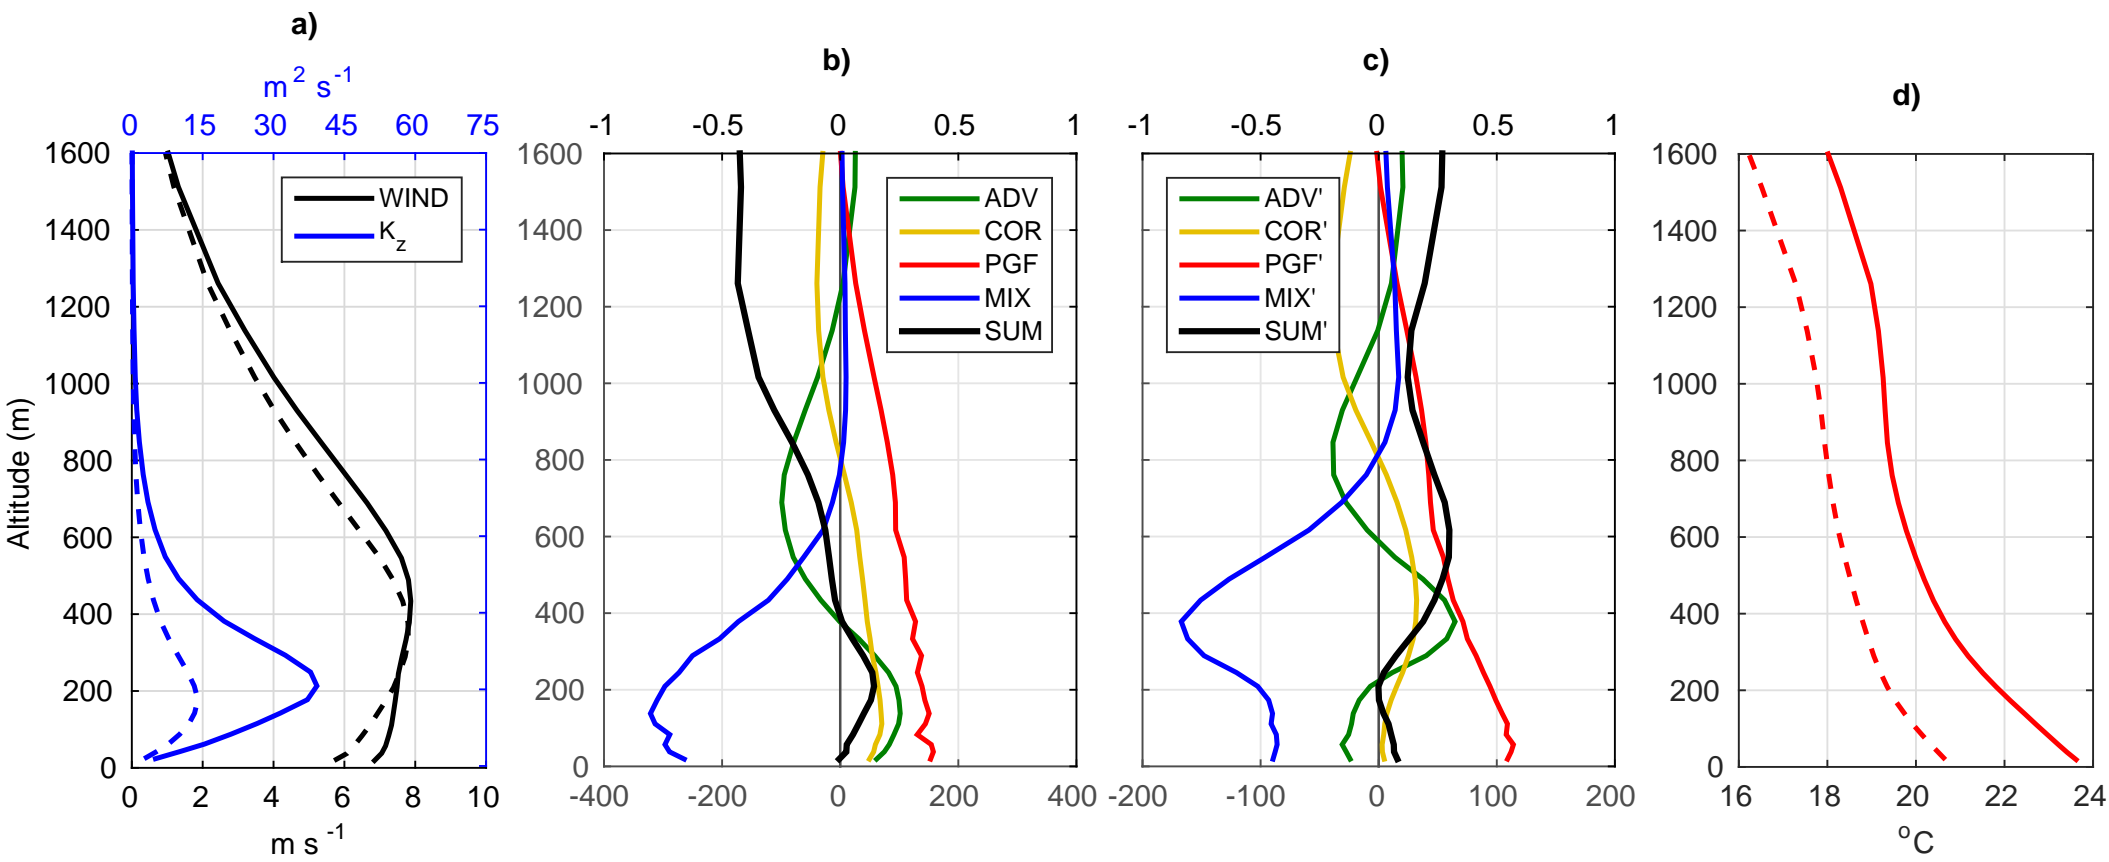 a)
m 2 s -1
0 15 30 45 60 75
1600
1400
1200
1000
800
600
400
200
0
Altitude (m)
WIND
Kz
0 2 4 6 8 10
m s -1
b)
-1 -0.5 0 0.5 1
1600
1400
1200
1000
800
600
400
200
0
ADV
COR
PGF
MIX
SUM
-400 -200 0 200 400
c)
-1 -0.5 0 0.5 1
ADV'
COR'
PGF'
MIX'
SUM'
-200 -100 0 100 200
d)
1600
1400
1200
1000
800
600
400
200
0
16 18 20 22 24
oC